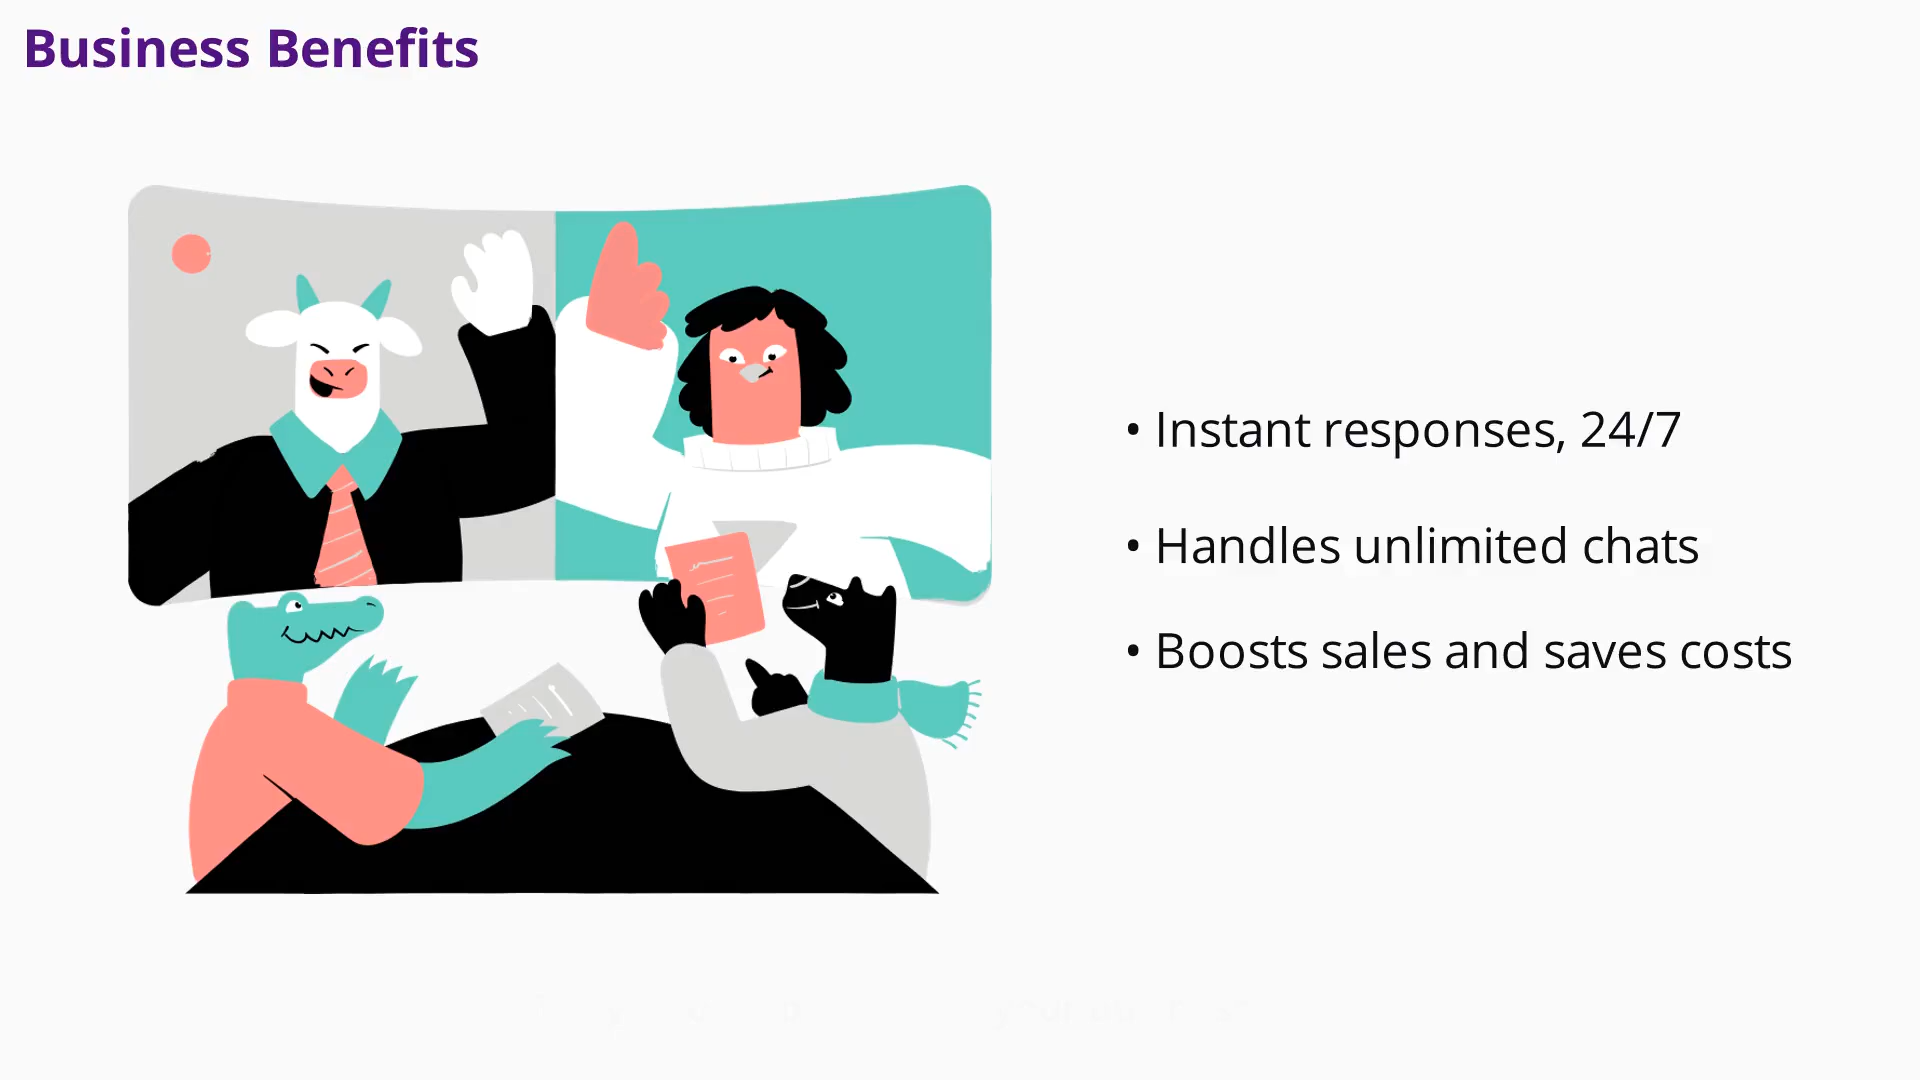 Business Benefits
• Instant responses, 24/7
• Handles unlimited chats
• Boosts sales and saves costs